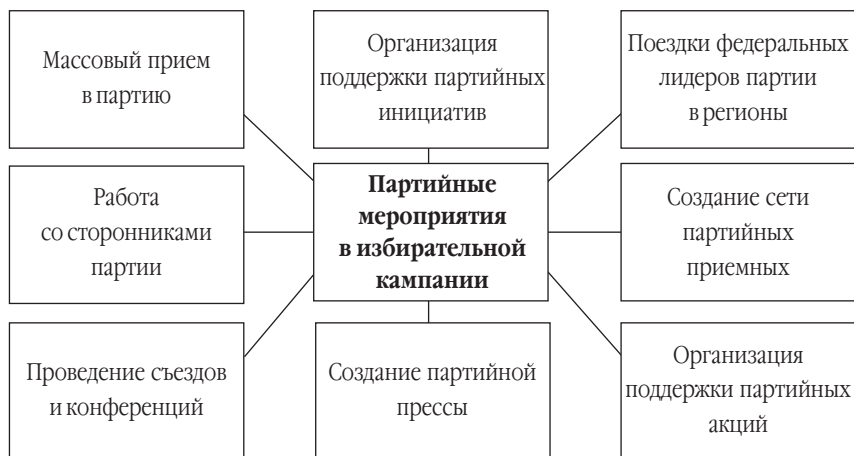 Массовый прием
в партию
Организация
поддержки партийных
инициатив
Поездки федеральных
лидеров партии
в регионы
Работа
со сторонниками
партии
Партийные
мероприятия
в избирательной
кампании
Создание сети
партийных
приемных
Проведение съездов
и конференций
Создание партийной
прессы
Организация
поддержки партийных
акций